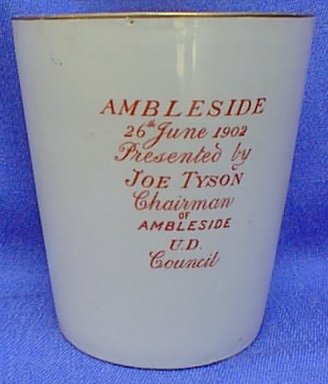 AMBLESIDE
26th June 1902
Presented by
JOE TYSON
Chairman
OF
AMBLESIDE
U.D.
Council